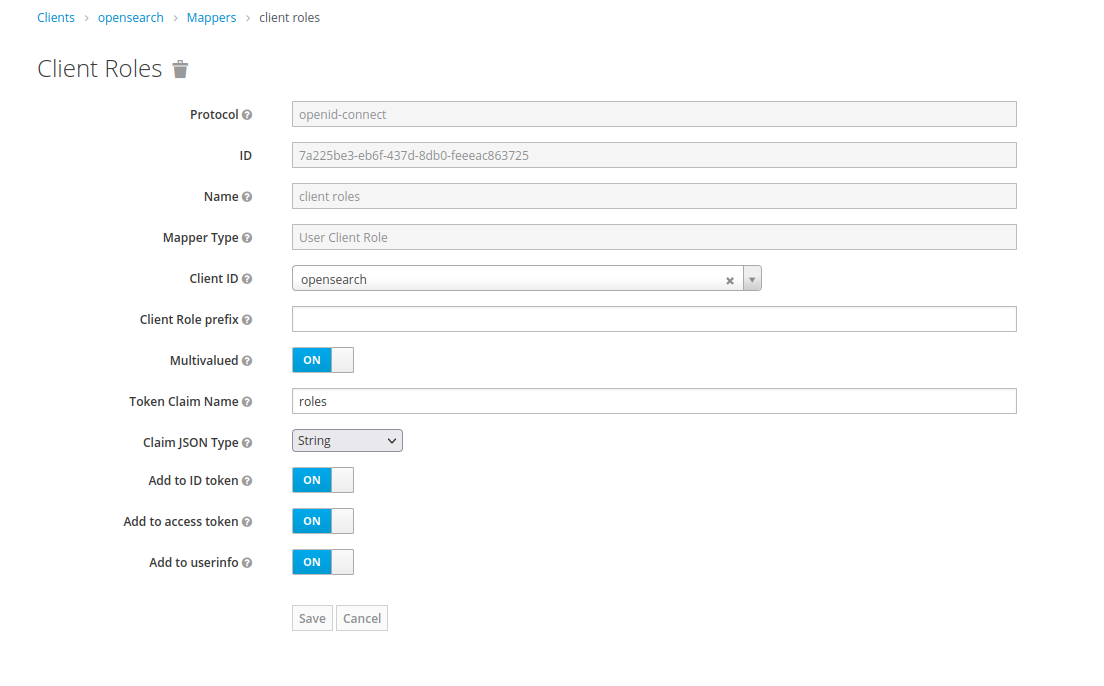 Clients > opensearch > Mappers > client roles
Client Roles
Protocol openid-connect
ID 7a225be3-eb6f-437d-8db0-feeeac863725
Name client roles
Mapper Type User Client Role
Client ID opensearch
Client Role prefix
Multivalued ON
Token Claim Name roles
Claim JSON Type String
Add to ID token ON
Add to access token ON
Add to userinfo ON
Save Cancel